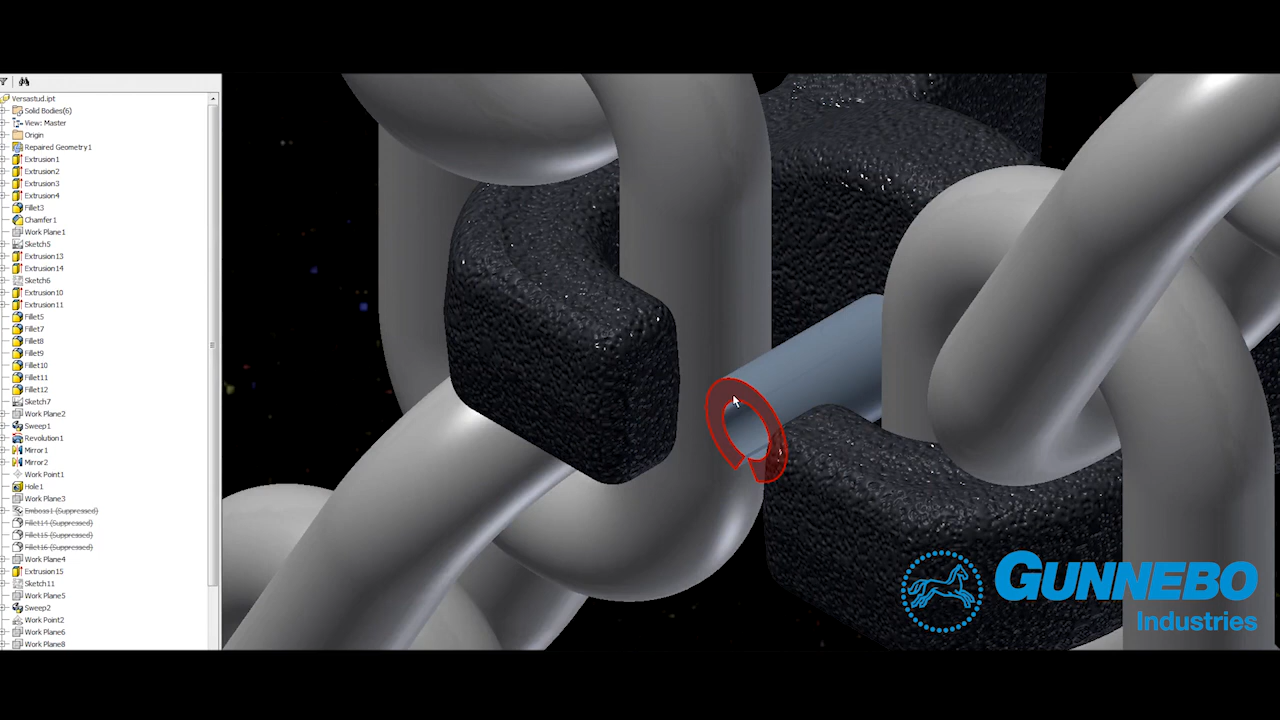 Versastud.ipt
Solid Bodies(6)
View: Master
Origin
Repaired Geometry1
Extrusion1
Extrusion2
Extrusion3
Extrusion4
Fillet3
Chamfer1
Work Plane1
Sketch5
Extrusion13
Extrusion14
Sketch6
Extrusion10
Extrusion11
Fillet5
Fillet7
Fillet8
Fillet9
Fillet10
Fillet11
Fillet12
Sketch7
Work Plane2
Sweep1
Revolution1
Mirror1
Mirror2
Work Point1
Hole1
Work Plane3
Emboss1 (Suppressed)
Fillet14 (Suppressed)
Fillet15 (Suppressed)
Fillet16 (Suppressed)
Work Plane4
Extrusion15
Sketch11
Work Plane5
Sweep2
Work Point2
Work Plane6
Work Plane8
GUNNEBO
Industries